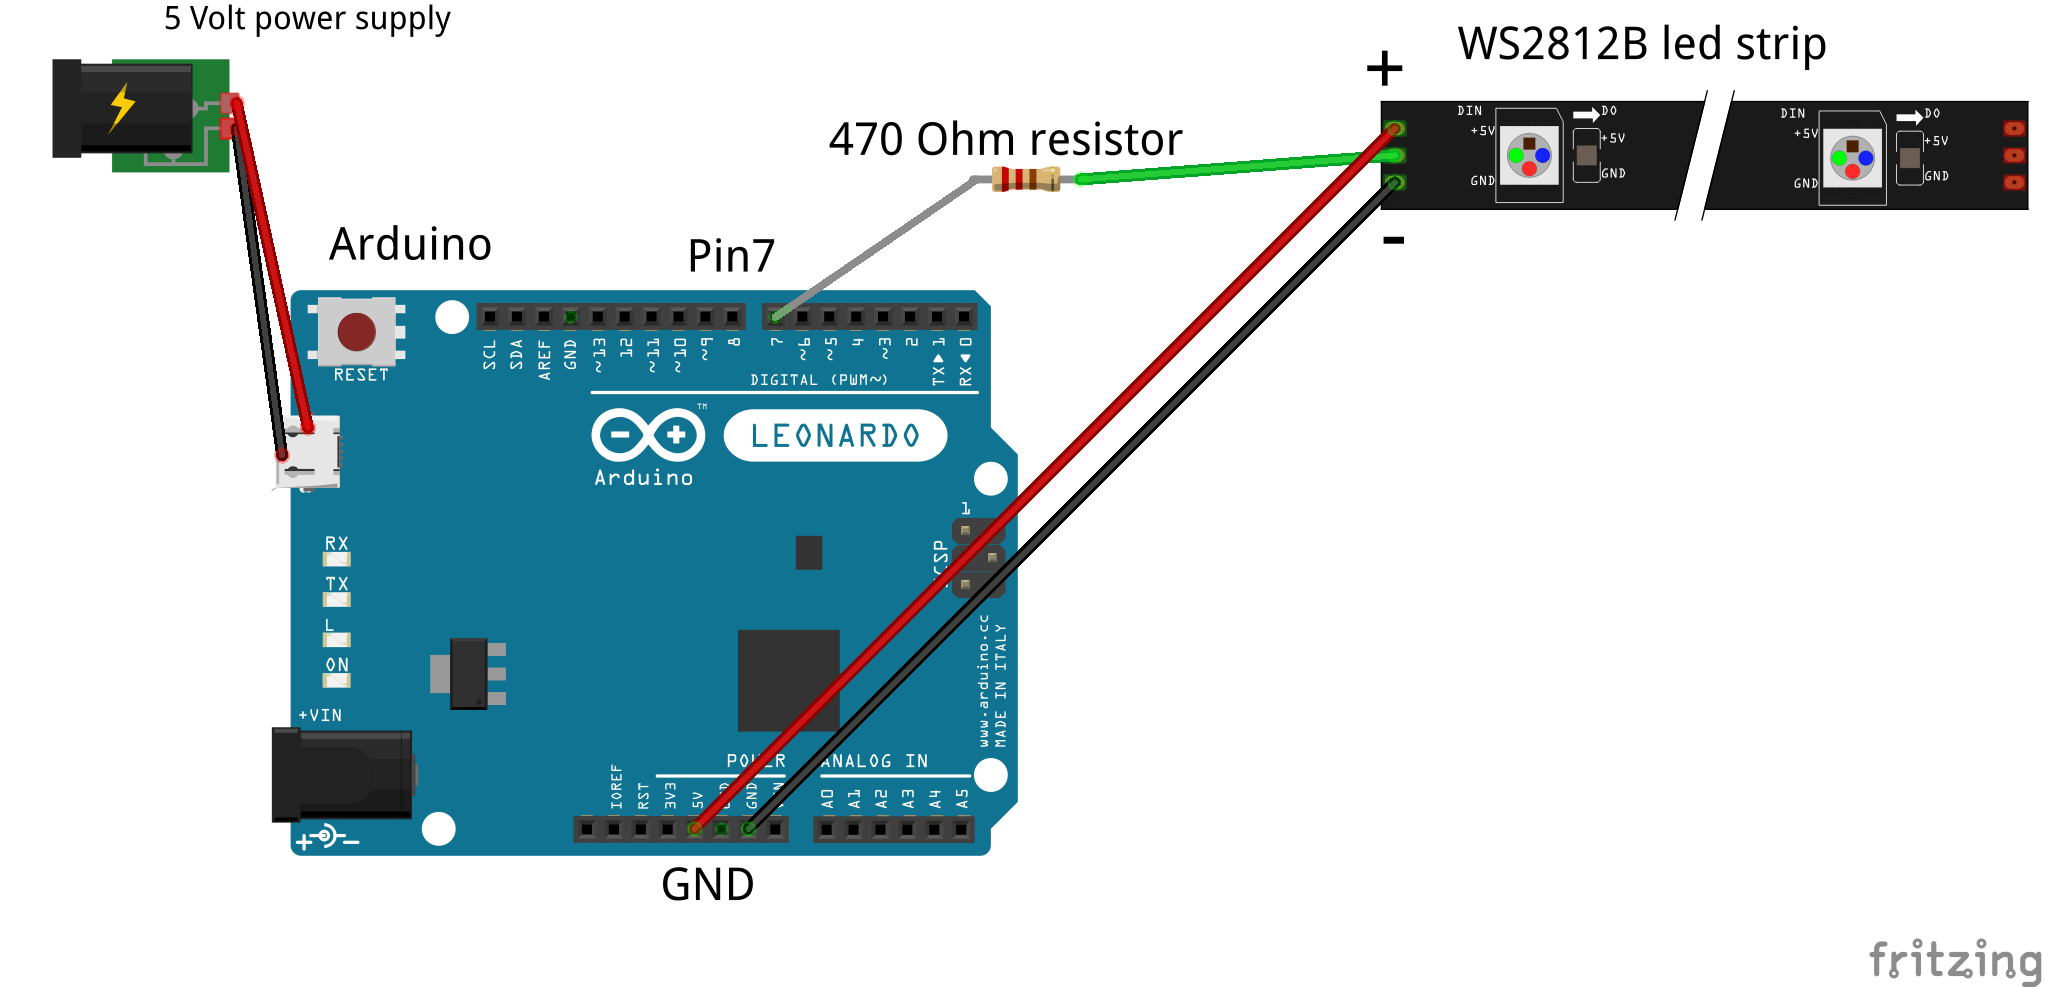 5 Volt power supply
WS2812B led strip
+
470 Ohm resistor
DIN
DO
+5V
+5V
GND
GND
DIN
DO
+5V
+5V
GND
GND
-
Arduino
Pin7
RESET
SCL
SDA
AREF
GND
~13
12
~11
~10
~9
8
7
~6
~5
4
~3
2
TX▶1
RX◀0
DIGITAL (PWM~)
TM
LEONARDO
Arduino
1
RX
TX
L
ON
+VIN
www.arduino.cc
MADE IN ITALY
ANALOG IN
IOREF
RST
3V3
5V
GND
A0
A1
A2
A3
A4
A5
+ -
GND
fritzing